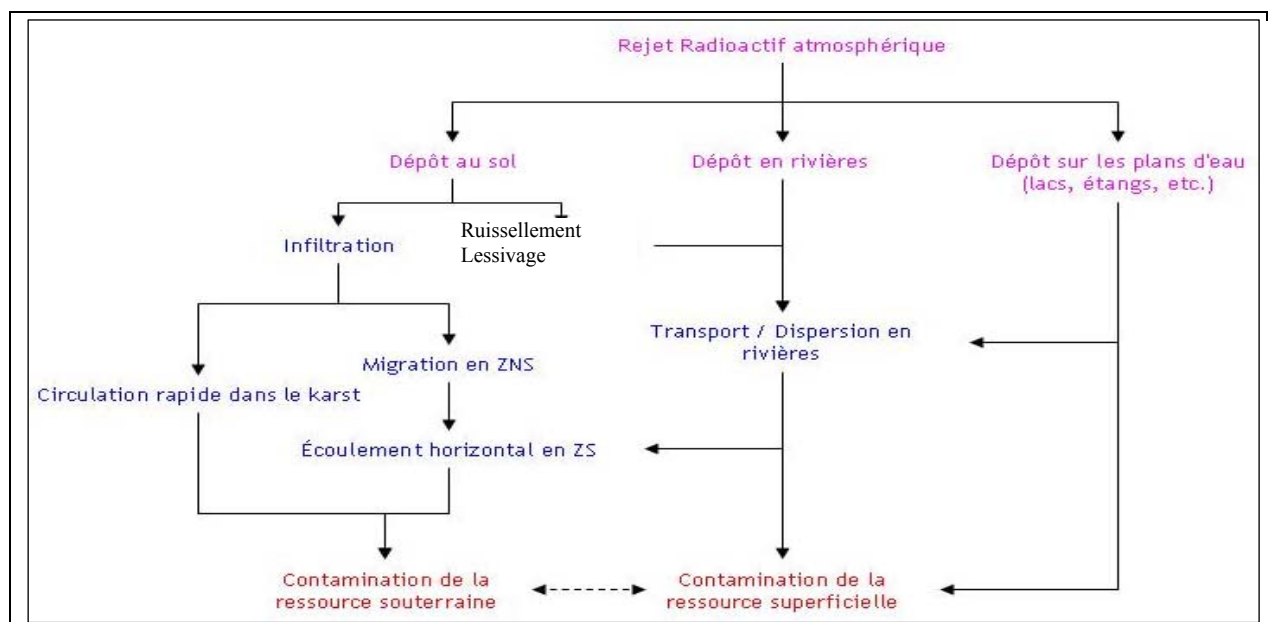 Rejet Radioactif atmosphérique
Dépôt au sol
Dépôt en rivières
Dépôt sur les plans d'eau
(lacs, étangs, etc.)
Infiltration
Ruissellement
Lessivage
Transport / Dispersion en
rivières
Migration en ZNS
Circulation rapide dans le karst
Écoulement horizontal en ZS
Contamination de la
ressource souterraine
Contamination de la
ressource superficielle